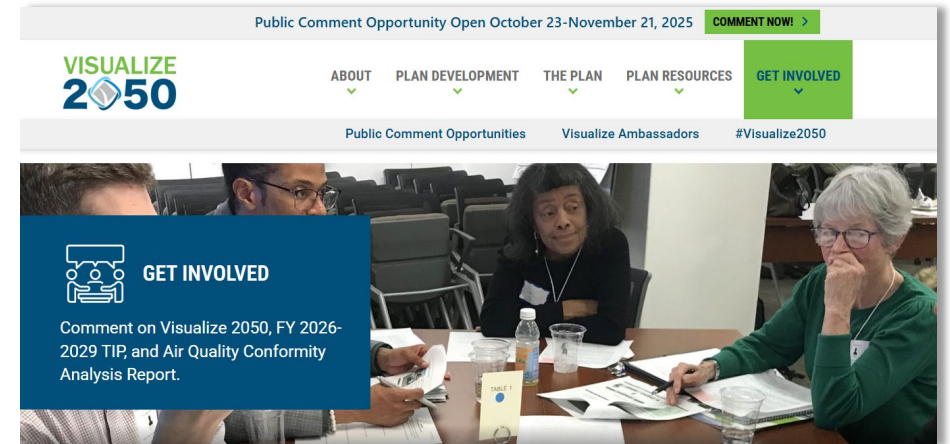 Public Comment Opportunity Open October 23-November 21, 2025 COMMENT NOW! >
VISUALIZE
2050
ABOUT PLAN DEVELOPMENT THE PLAN PLAN RESOURCES GET INVOLVED
Public Comment Opportunities Visualize Ambassadors #Visualize2050
GET INVOLVED
Comment on Visualize 2050, FY 2026-
2029 TIP, and Air Quality Conformity
Analysis Report.
TABLE 1